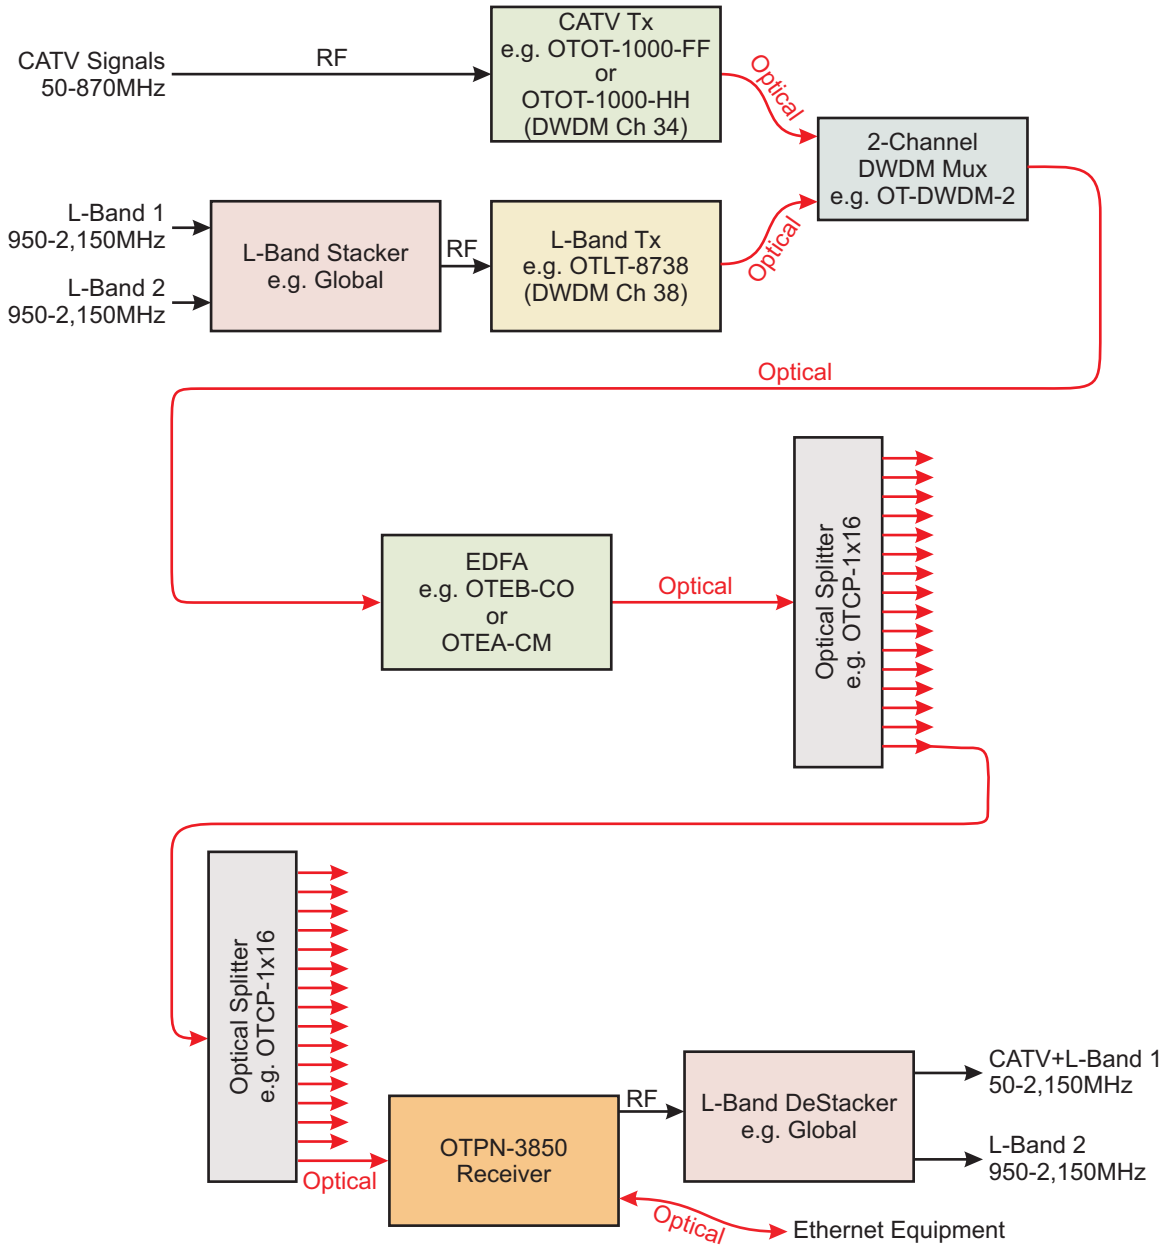 CATV Signals
50-870MHz
RF
CATV Tx
e.g. OTOT-1000-FF
or
OTOT-1000-HH
(DWDM Ch 34)
Optical
2-Channel
DWDM Mux
e.g. OT-DWDM-2
L-Band 1
950-2,150MHz
L-Band 2
950-2,150MHz
L-Band Stacker
e.g. Global
RF
L-Band Tx
e.g. OTLT-8738
(DWDM Ch 38)
Optical
Optical
EDFA
e.g. OTEB-CO
or
OTEA-CM
Optical
Optical Splitter
e.g. OTCP-1x16
Optical Splitter
e.g. OTCP-1x16
Optical
OTPN-3850
Receiver
RF
L-Band DeStacker
e.g. Global
CATV+L-Band 1
50-2,150MHz
L-Band 2
950-2,150MHz
Optical
Ethernet Equipment